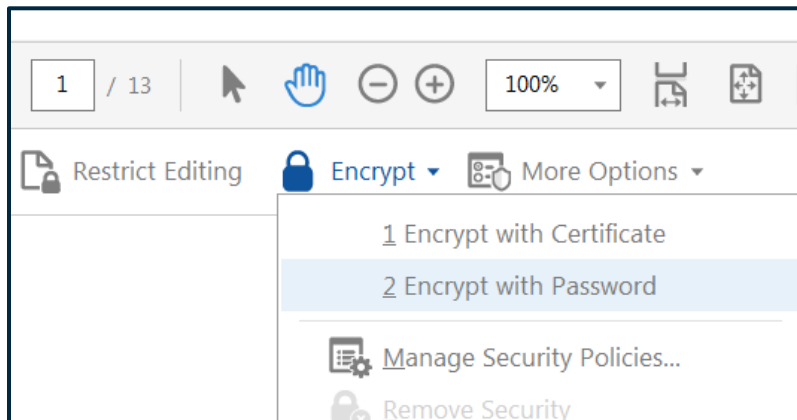 1 / 13 100%
Restrict Editing Encrypt More Options
1 Encrypt with Certificate
2 Encrypt with Password
Manage Security Policies...
Remove Security